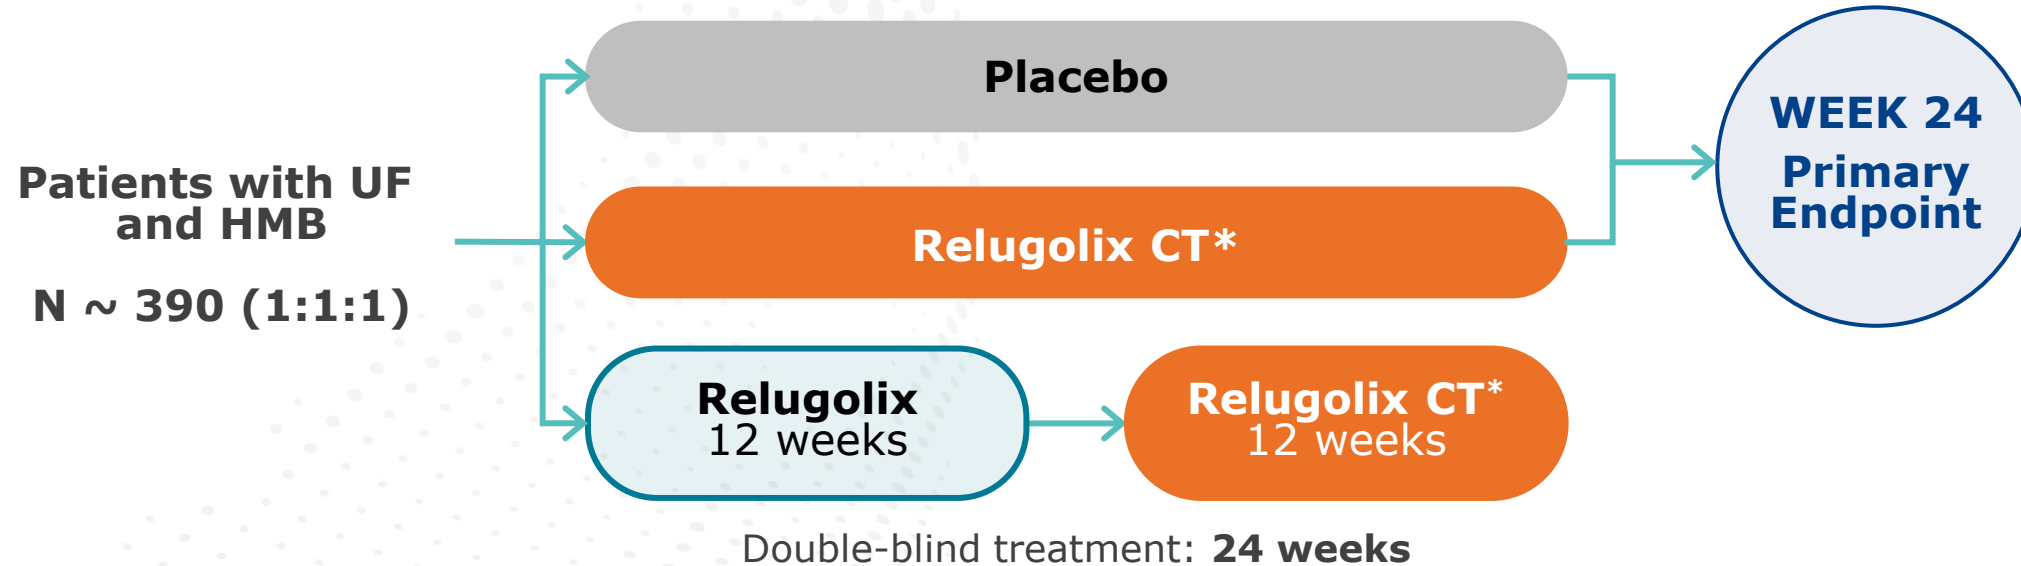 Placebo
WEEK 24
Primary
Endpoint
Patients with UF
and HMB
N ~ 390 (1:1:1)
Relugolix CT*
Relugolix
12 weeks
Relugolix CT*
12 weeks
Double-blind treatment: 24 weeks